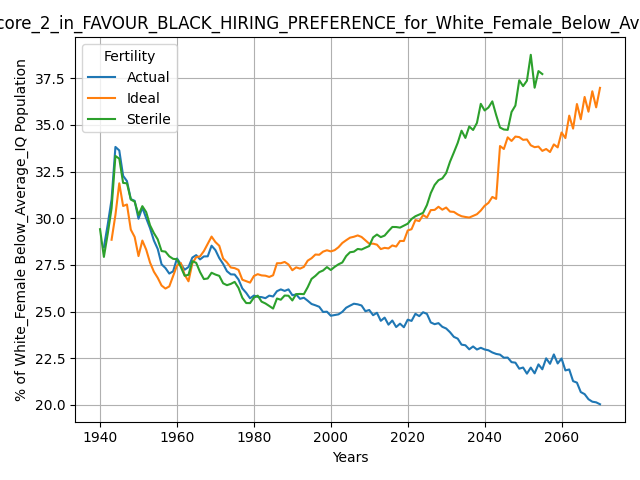 core_2_in_FAVOUR_BLACK_HIRING_PREFERENCE_for_White_Female_Below_Av
Fertility
Actual
Ideal
Sterile
% of White_Female Below_Average_IQ Population
37.5
35.0
32.5
30.0
27.5
25.0
22.5
20.0
1940
1960
1980
2000
2020
2040
2060
Years